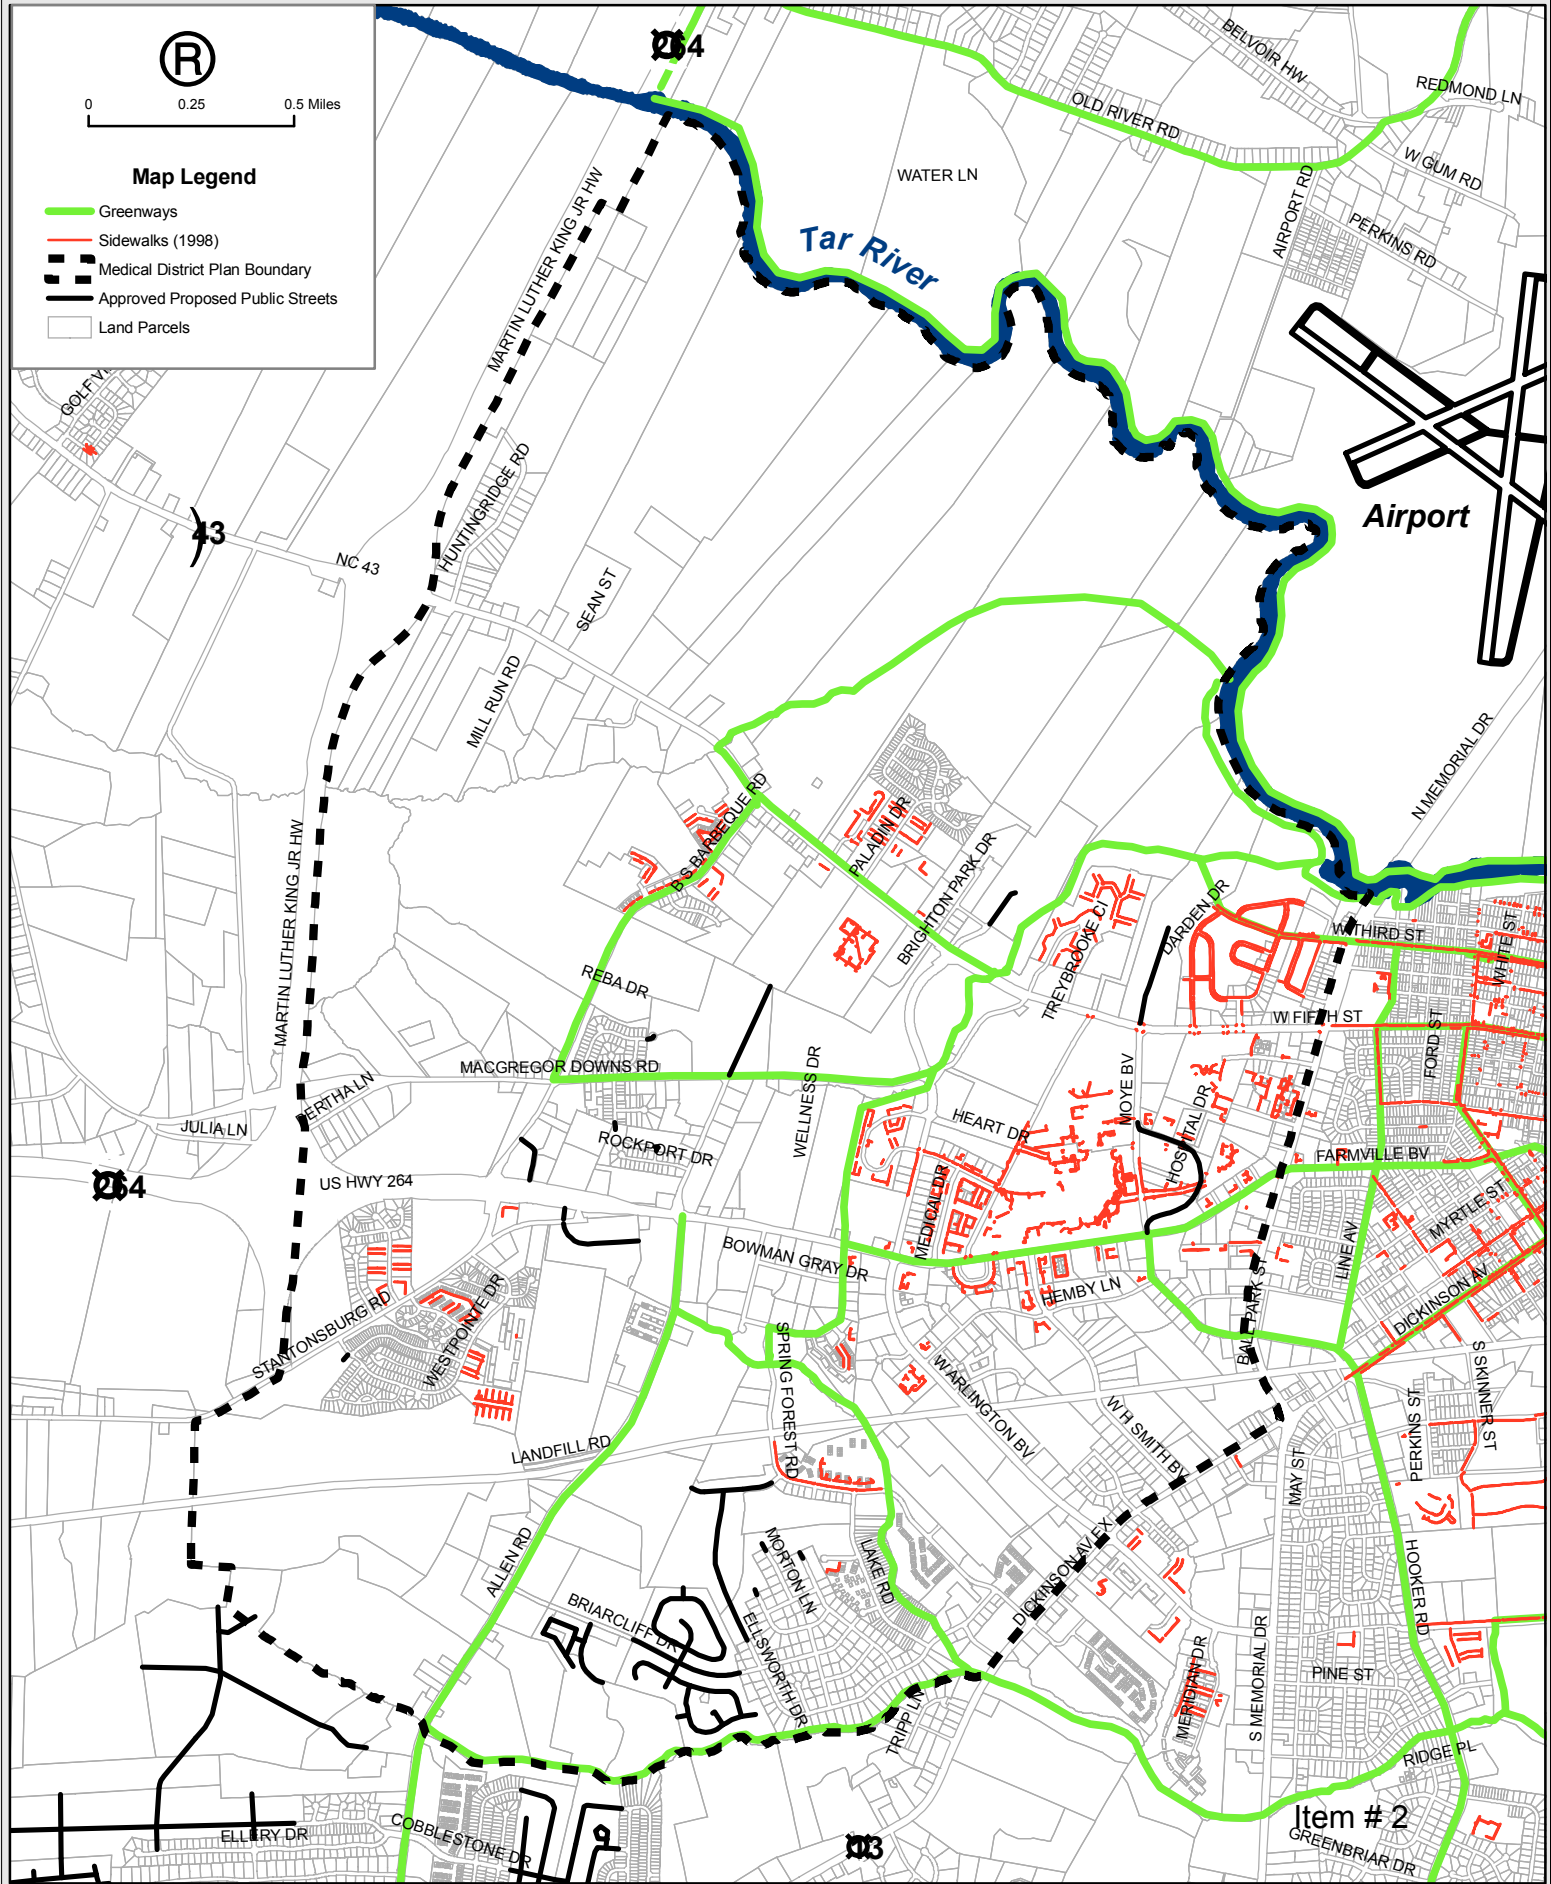 R
0 0.25 0.5 Miles
Map Legend
Greenways
Sidewalks (1998)
Medical District Plan Boundary
Approved Proposed Public Streets
Land Parcels
264
BELVOIR HW
REDMOND LN
OLD RIVER RD
W GUM RD
WATER LN
AIRPORT RD
PERKINS RD
MARTIN LUTHER KING JR HW
Tar River
GOLF
Airport
43
NC 43
HUNTINGRIDGE RD
SEAN ST
MILL RUN RD
N MEMORIAL DR
B S BARBEQUE RD
PALADIN DR
BRIGHTON PARK DR
MARTIN LUTHER KING JR HW
TREYBROOKE CI
DARDEN DR
W THIRD ST
WHITE ST
REBA DR
W FIFTH ST
FORD ST
MACGREGOR DOWNS RD
WELLNESS DR
MOYE BV
BERTHA LN
JULIA LN
HEART DR
HOSPITAL DR
ROCKPORT DR
FARMVILLE BV
264
US HWY 264
MEDICAL DR
MYRTLE ST
BOWMAN GRAY DR
LINE AV
HEMBY LN
BALL PARK ST
DICKINSON AV
STANTONSBURG RD
WESTPOINTE DR
SPRING FOREST RD
W ARLINGTON BV
S SKINNER ST
W H SMITH BV
PERKINS ST
LANDFILL RD
MAY ST
ALLEN RD
MORTON LN
LAKE RD
DICKINSON AV EX
HOOKER RD
BRIARCLIFF DR
ELLSWORTH DR
TRIPP LN
MERIDIAN DR
S MEMORIAL DR
PINE ST
RIDGE PL
Item # 2
ELLERY DR
COBBLESTONE DR
13
GREENBRIAR DR